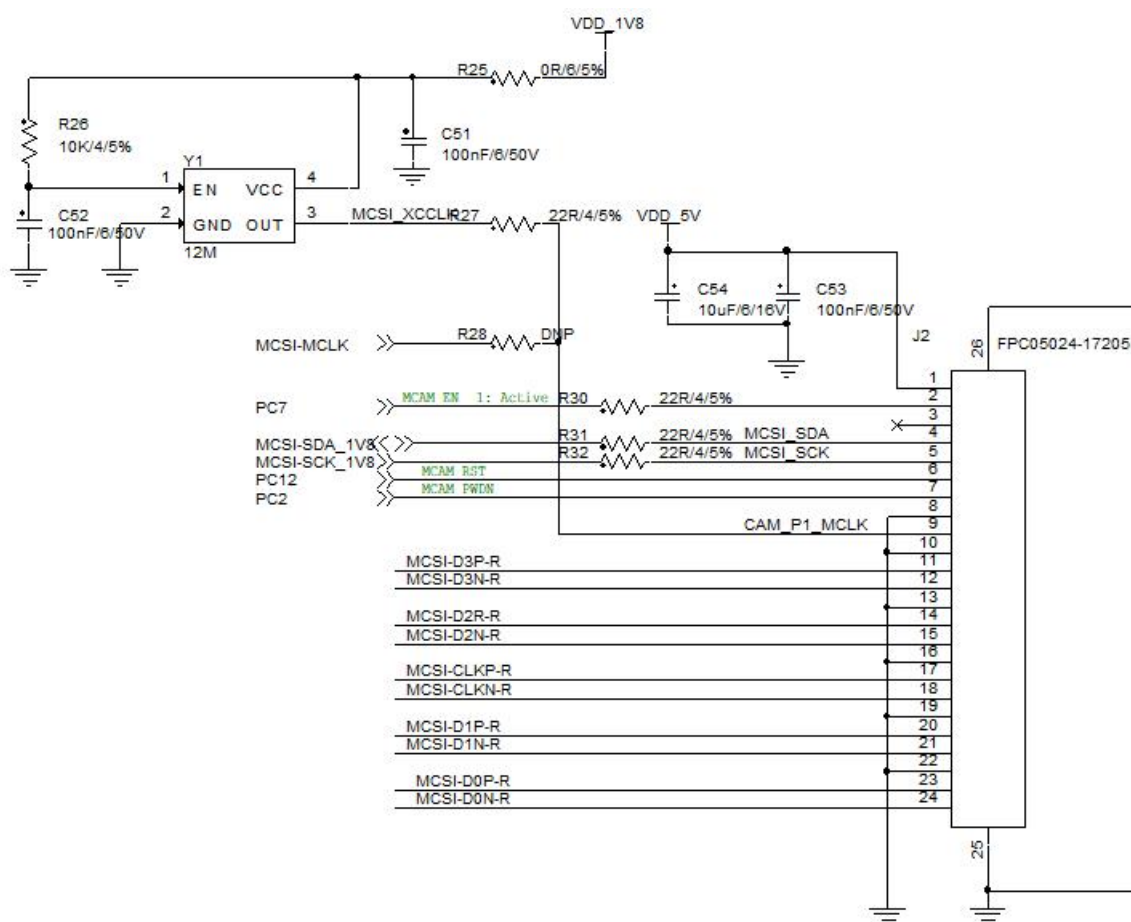 VDD_1V8
R25 0R/6/5%
R26
10K/4/5%
C51
100nF/6/50V
Y1
1 EN VCC 4
2 GND OUT 3
12M
C52
100nF/6/50V
MCSI_XCCLK
R27 22R/4/5%
VDD_5V
C54
10uF/6/16V
C53
100nF/6/50V
J2
26
FPC05024-17205
MCSI-MCLK R28 DNP
1
PC7 MCAM EN 1: Active R30 22R/4/5% 2
3
MCSI-SDA_1V8 R31 22R/4/5% MCSI_SDA 4
MCSI-SCK_1V8 R32 22R/4/5% MCSI_SCK 5
PC12 MCAM RST 6
PC2 MCAM PWDN 7
8
CAM_P1_MCLK 9
10
MCSI-D3P-R 11
MCSI-D3N-R 12
13
MCSI-D2R-R 14
MCSI-D2N-R 15
16
MCSI-CLKP-R 17
MCSI-CLKN-R 18
19
MCSI-D1P-R 20
MCSI-D1N-R 21
22
MCSI-D0P-R 23
MCSI-D0N-R 24
25